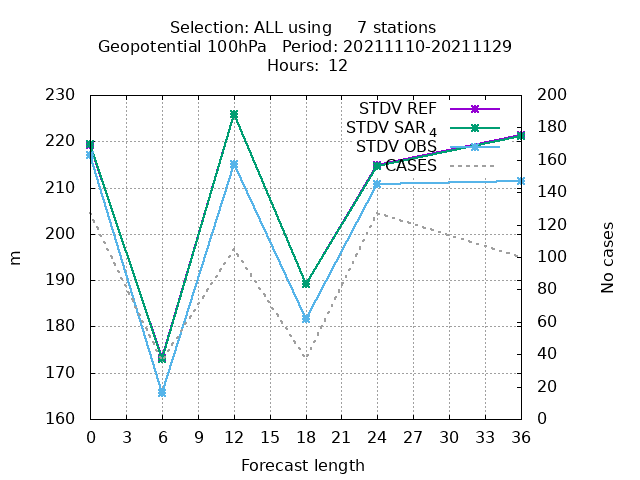 Selection: ALL using     7 stations
Geopotential 100hPa   Period: 20211110-20211129
Hours:  12
230
220
210
200
190
180
170
160
m
STDV REF
STDV SAR 4
STDV OBS
CASES
200
180
160
140
120
100
80
60
40
20
0
No cases
0 3 6 9 12 15 18 21 24 27 30 33 36
Forecast length